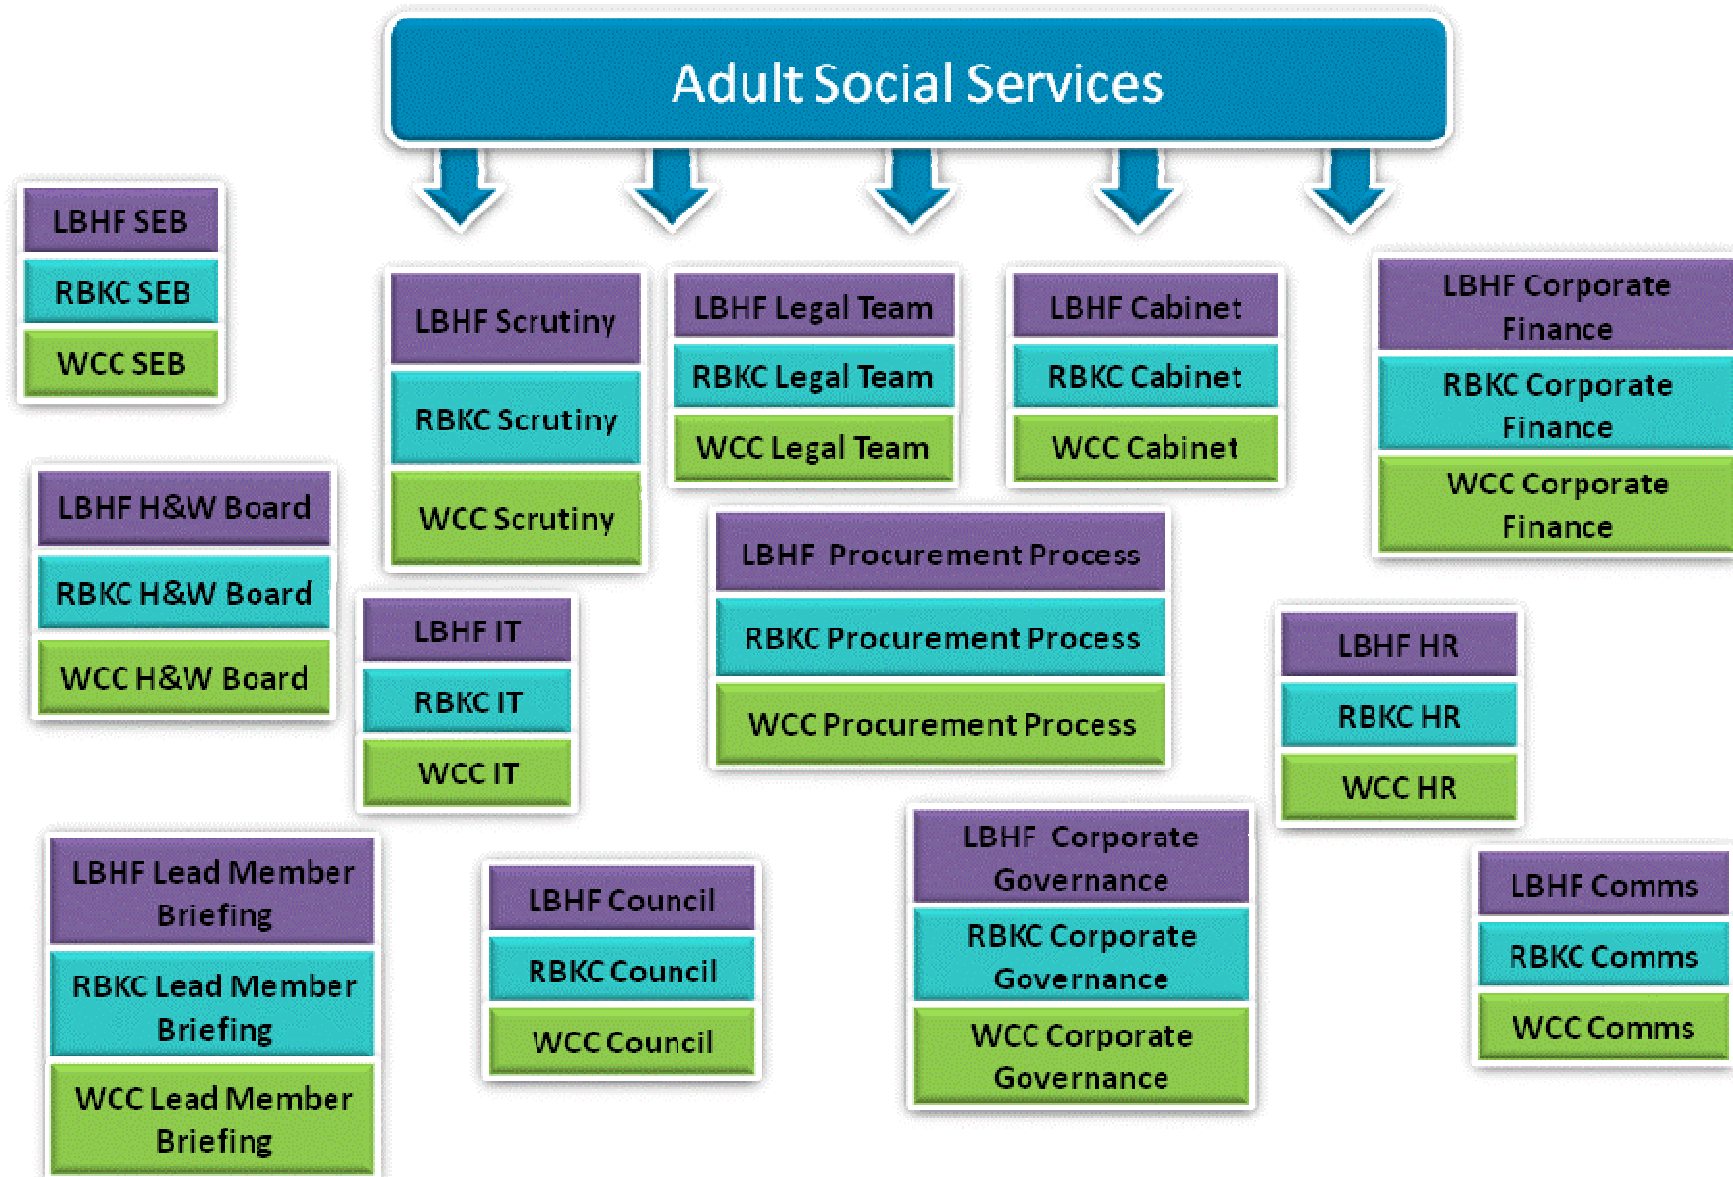 Adult Social Services
LBHF SEB
RBKC SEB
WCC SEB
LBHF Scrutiny
RBKC Scrutiny
WCC Scrutiny
LBHF Legal Team
RBKC Legal Team
WCC Legal Team
LBHF Cabinet
RBKC Cabinet
WCC Cabinet
LBHF Corporate
Finance
RBKC Corporate
Finance
WCC Corporate
Finance
LBHF H&W Board
RBKC H&W Board
WCC H&W Board
LBHF IT
RBKC IT
WCC IT
LBHF Procurement Process
RBKC Procurement Process
WCC Procurement Process
LBHF HR
RBKC HR
WCC HR
LBHF Lead Member
Briefing
RBKC Lead Member
Briefing
WCC Lead Member
Briefing
LBHF Council
RBKC Council
WCC Council
LBHF Corporate
Governance
RBKC Corporate
Governance
WCC Corporate
Governance
LBHF Comms
RBKC Comms
WCC Comms